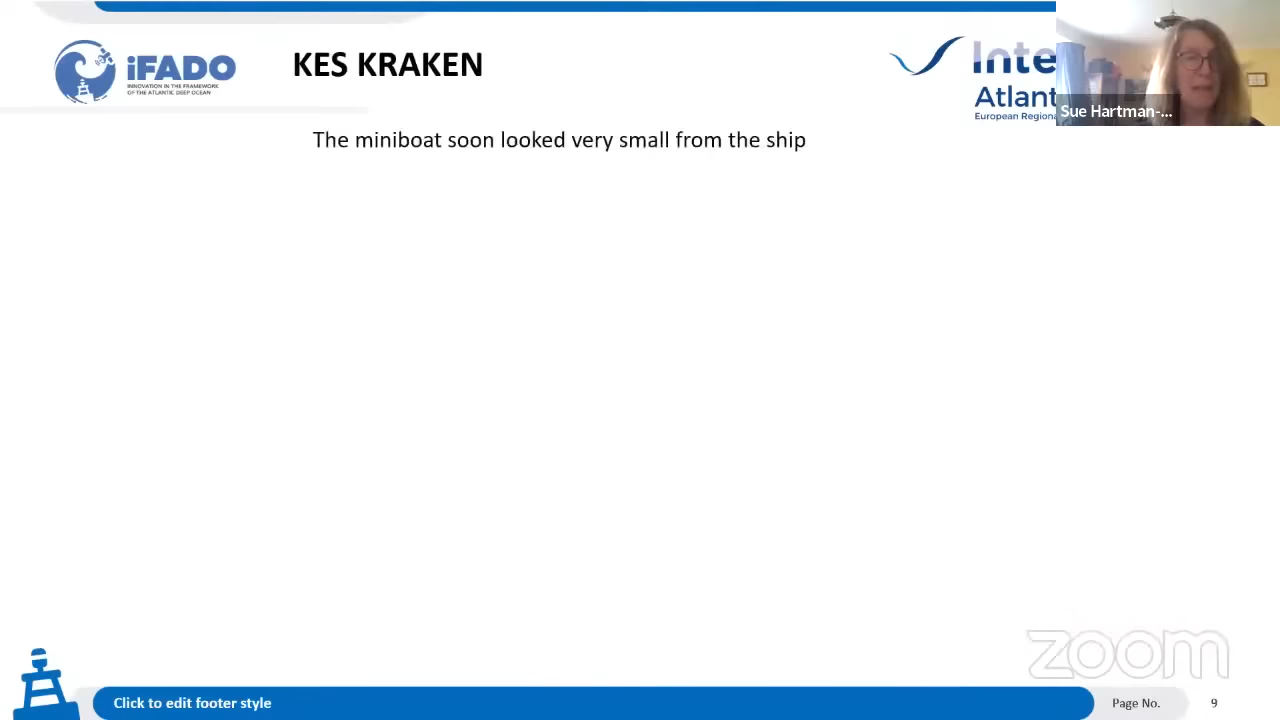 iFADO
INNOVATION IN THE FRAMEWORK
OF THE ATLANTIC DEEP OCEAN
KES KRAKEN
Inte
Atlant
European Regiona
Sue Hartman-...
The miniboat soon looked very small from the ship
zoom
Click to edit footer style
Page No.
9